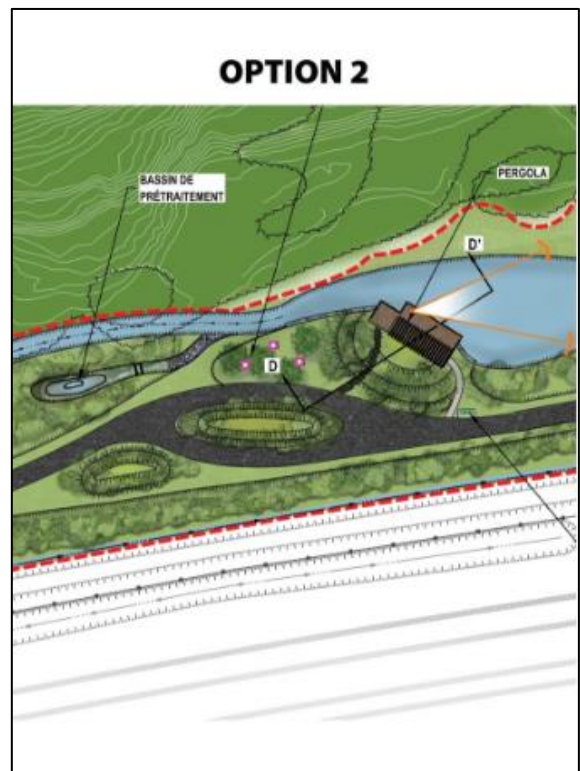 OPTION 2
BASSIN DE
PRÉTRAITEMENT
PERGOLA
D'
D